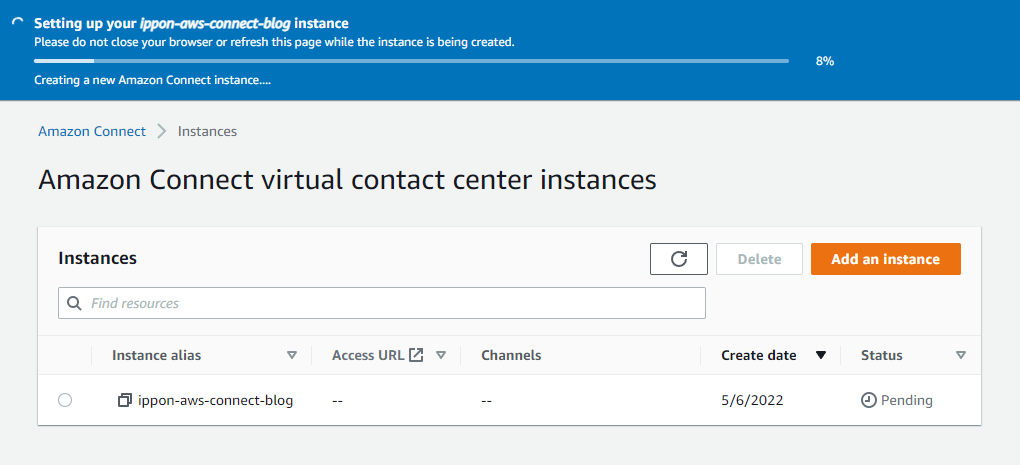 Setting up your ippon-aws-connect-blog instance
Please do not close your browser or refresh this page while the instance is being created.
8%
Creating a new Amazon Connect instance....
Amazon Connect Instances
Amazon Connect virtual contact center instances
Instances Delete Add an instance
Find resources
Instance alias Access URL Channels Create date Status
ippon-aws-connect-blog -- -- 5/6/2022 Pending